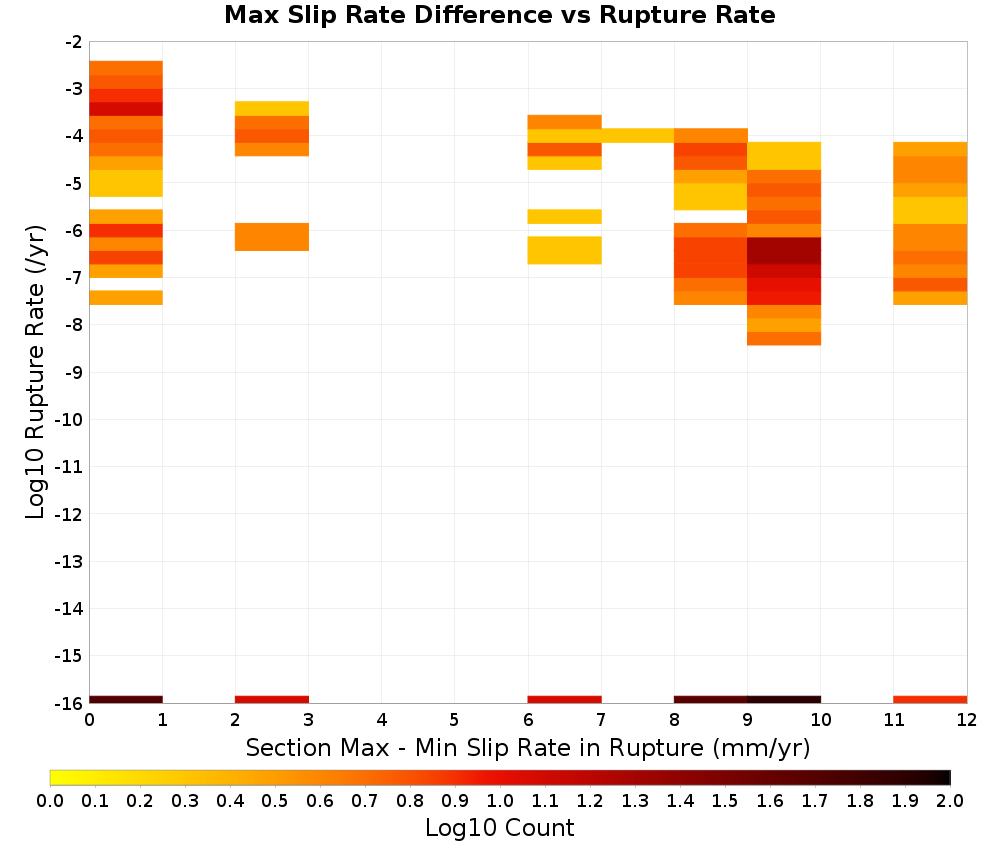 Max Slip Rate Difference vs Rupture Rate
Log10 Rupture Rate (/yr)
-2
-3
-4
-5
-6
-7
-8
-9
-10
-11
-12
-13
-14
-15
-16
0 1 2 3 4 5 6 7 8 9 10 11 12
Section Max - Min Slip Rate in Rupture (mm/yr)
0.0 0.1 0.2 0.3 0.4 0.5 0.6 0.7 0.8 0.9 1.0 1.1 1.2 1.3 1.4 1.5 1.6 1.7 1.8 1.9 2.0
Log10 Count